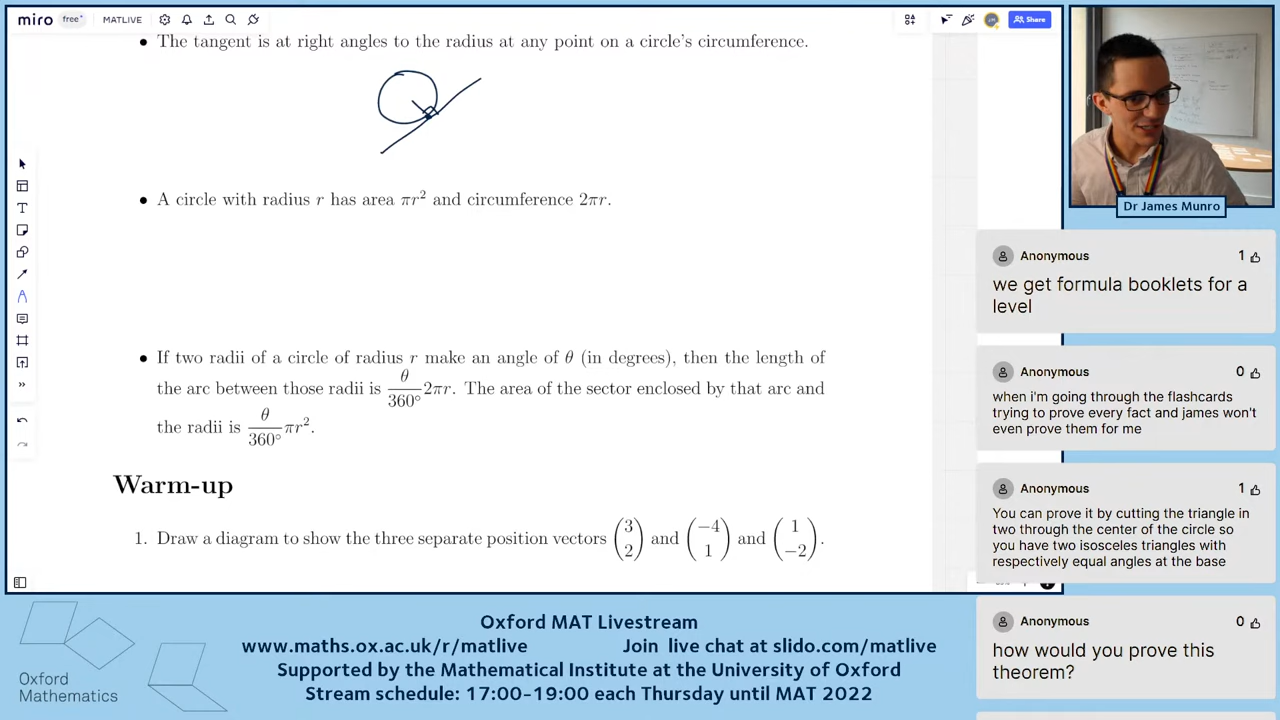 miro free MATLIVE Share
• The tangent is at right angles to the radius at any point on a circle's circumference.
• A circle with radius r has area πr² and circumference 2πr.
• If two radii of a circle of radius r make an angle of θ (in degrees), then the length of
the arc between those radii is θ/360° 2πr. The area of the sector enclosed by that arc and
the radii is θ/360° πr².
Warm-up
1. Draw a diagram to show the three separate position vectors (3 2) and (−4 1) and (1 −2).
Dr James Munro
Anonymous 1
we get formula booklets for a
level
Anonymous 0
when i'm going through the flashcards
trying to prove every fact and james won't
even prove them for me
Anonymous 1
You can prove it by cutting the triangle in
two through the center of the circle so
you have two isosceles triangles with
respectively equal angles at the base
Anonymous 0
how would you prove this
theorem?
Oxford
Mathematics
Oxford MAT Livestream
www.maths.ox.ac.uk/r/matlive Join live chat at slido.com/matlive
Supported by the Mathematical Institute at the University of Oxford
Stream schedule: 17:00-19:00 each Thursday until MAT 2022